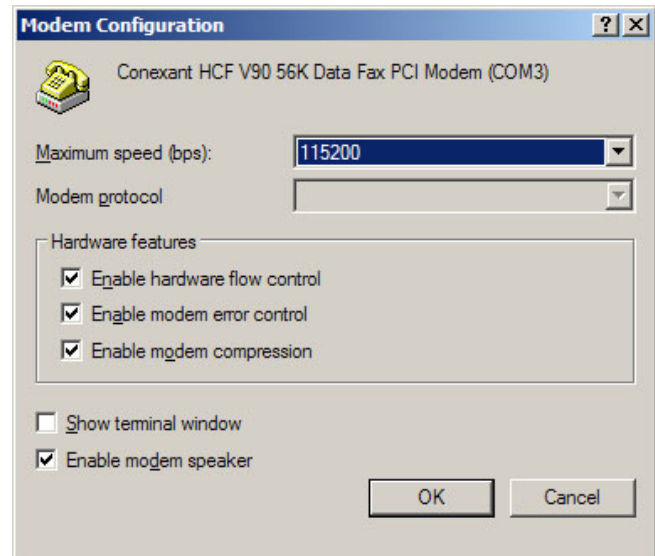 Modem Configuration
Conexant HCF V90 56K Data Fax PCI Modem (COM3)
Maximum speed (bps): 115200
Modem protocol
Hardware features
Enable hardware flow control
Enable modem error control
Enable modem compression
Show terminal window
Enable modem speaker
OK Cancel